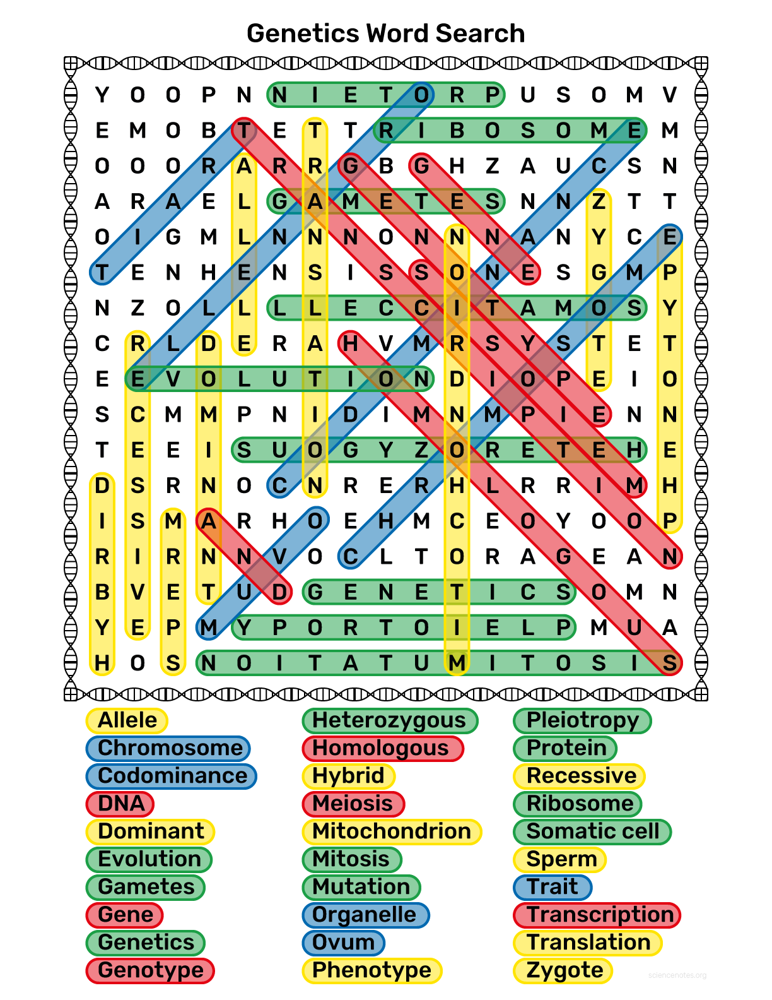 Genetics Word Search
Y O O P N N I E T O R P U S O M V
E M O B T E T T R I B O S O M E M
O O O R A R R G B G H Z A U C S N
A R A E L G A M E T E S N N Z T T
O I G M L N N N O N N N A N Y C E
T E N H E N S I S S O N E S G M P
N Z O L L L L E C C I T A M O S Y
C R L D E R A H V M R S Y S T E T
E E V O L U T I O N D I O P E I O
S C M M P N I D I M N M P I E N N
T E E I S U O G Y Z O R E T E H E
D S R N O C N R E R H L R R I M H
I S M A R H O E H M C E O Y O O P
R I R N N V O C L T O R A G E A N
B V E T U D G E N E T I C S O M N
Y E P M Y P O R T O I E L P M U A
H O S N O I T A T U M I T O S I S
Allele Heterozygous Pleiotropy
Chromosome Homologous Protein
Codominance Hybrid Recessive
DNA Meiosis Ribosome
Dominant Mitochondrion Somatic cell
Evolution Mitosis Sperm
Gametes Mutation Trait
Gene Organelle Transcription
Genetics Ovum Translation
Genotype Phenotype Zygote
sciencenotes.org